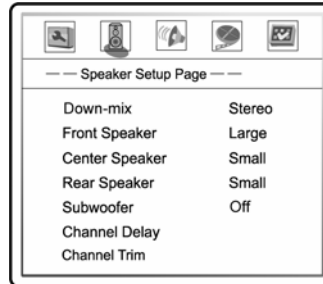 — — Speaker Setup Page — —
Down-mix Stereo
Front Speaker Large
Center Speaker Small
Rear Speaker Small
Subwoofer Off
Channel Delay
Channel Trim